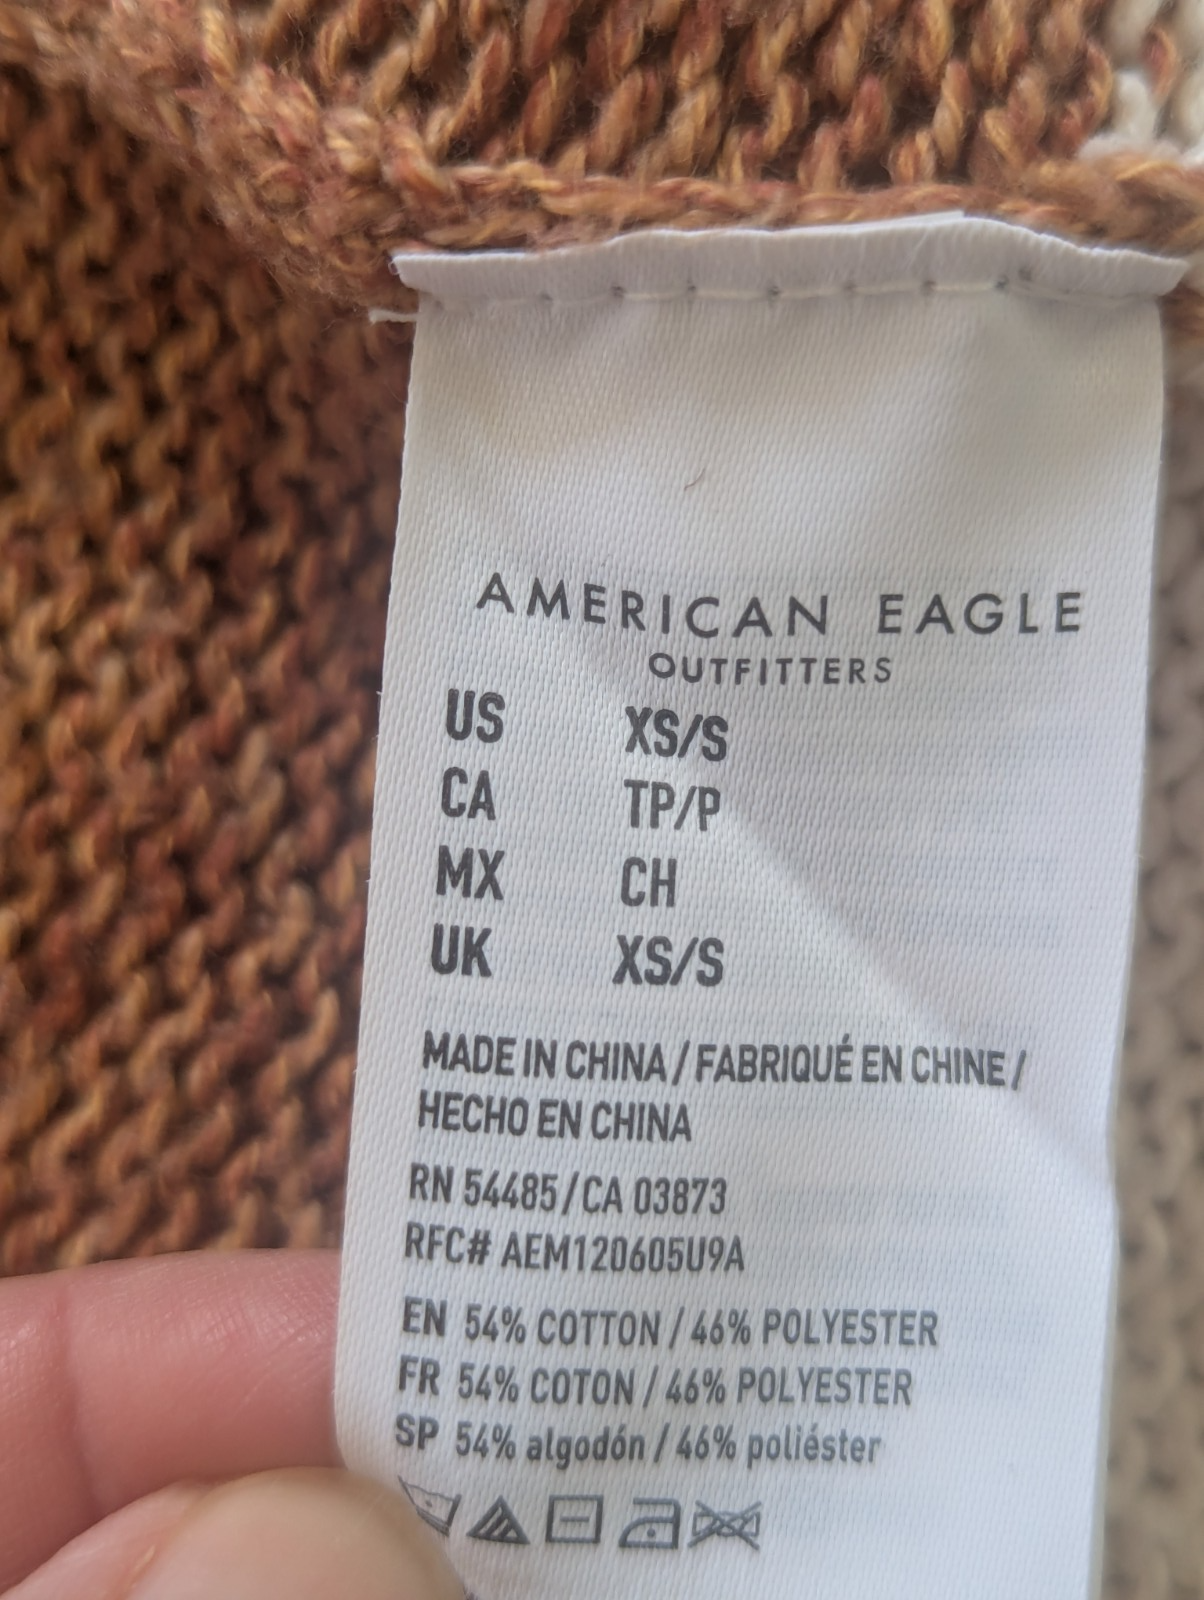 AMERICAN EAGLE
OUTFITTERS
US XS/S
CA TP/P
MX CH
UK XS/S
MADE IN CHINA / FABRIQUÉ EN CHINE /
HECHO EN CHINA
RN 54485 / CA 03873
RFC# AEM120605U9A
EN 54% COTTON / 46% POLYESTER
FR 54% COTON / 46% POLYESTER
SP 54% algodón / 46% poliéster